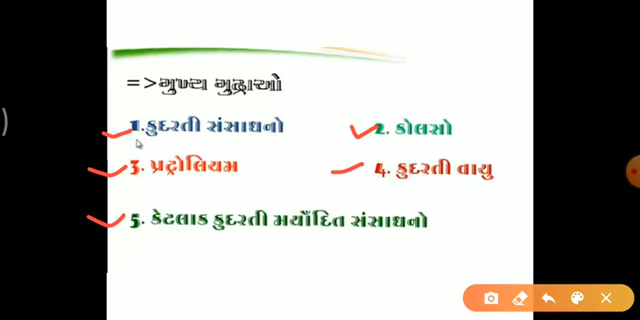 =>મુખ્ય મુદ્રાઓ
1.કુદરતી સંસાધનો 2. કોલસો
3. પ્રટ્રોલિયમ 4. કુદરતી વાયુ
5. કેટલાક કુદરતી મર્યાદિત સંસાધનો